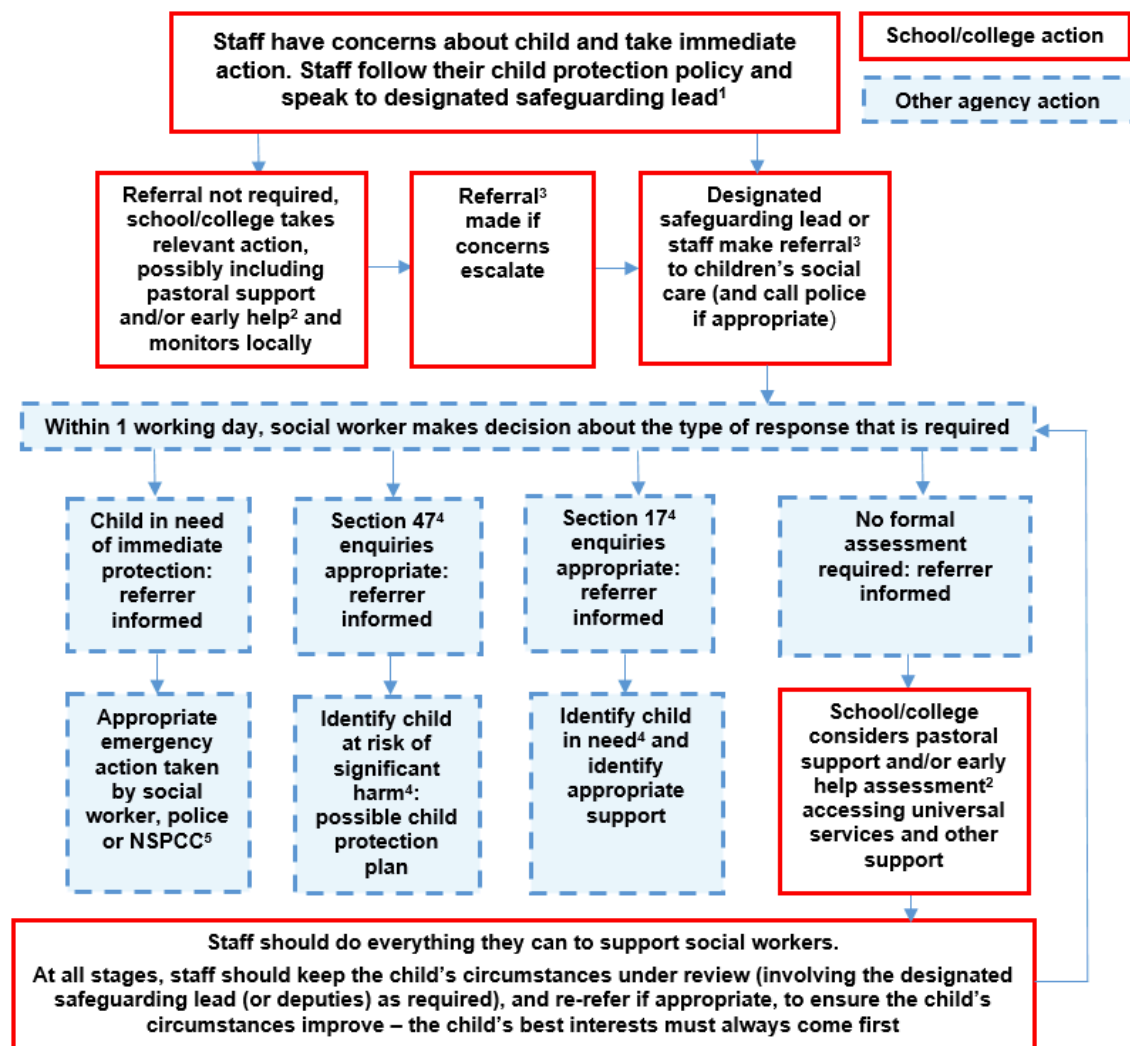 Staff have concerns about child and take immediate
action. Staff follow their child protection policy and
speak to designated safeguarding lead¹
School/college action
Other agency action
Referral not required,
school/college takes
relevant action,
possibly including
pastoral support
and/or early help² and
monitors locally
Referral³
made if
concerns
escalate
Designated
safeguarding lead or
staff make referral³
to children’s social
care (and call police
if appropriate)
Within 1 working day, social worker makes decision about the type of response that is required
Child in need
of immediate
protection:
referrer
informed
Section 47⁴
enquiries
appropriate:
referrer
informed
Section 17⁴
enquiries
appropriate:
referrer
informed
No formal
assessment
required: referrer
informed
Appropriate
emergency
action taken
by social
worker, police
or NSPCC⁵
Identify child
at risk of
significant
harm⁴:
possible child
protection
plan
Identify child
in need⁴ and
identify
appropriate
support
School/college
considers pastoral
support and/or early
help assessment²
accessing universal
services and other
support
Staff should do everything they can to support social workers.
At all stages, staff should keep the child’s circumstances under review (involving the designated
safeguarding lead (or deputies) as required), and re-refer if appropriate, to ensure the child’s
circumstances improve – the child’s best interests must always come first